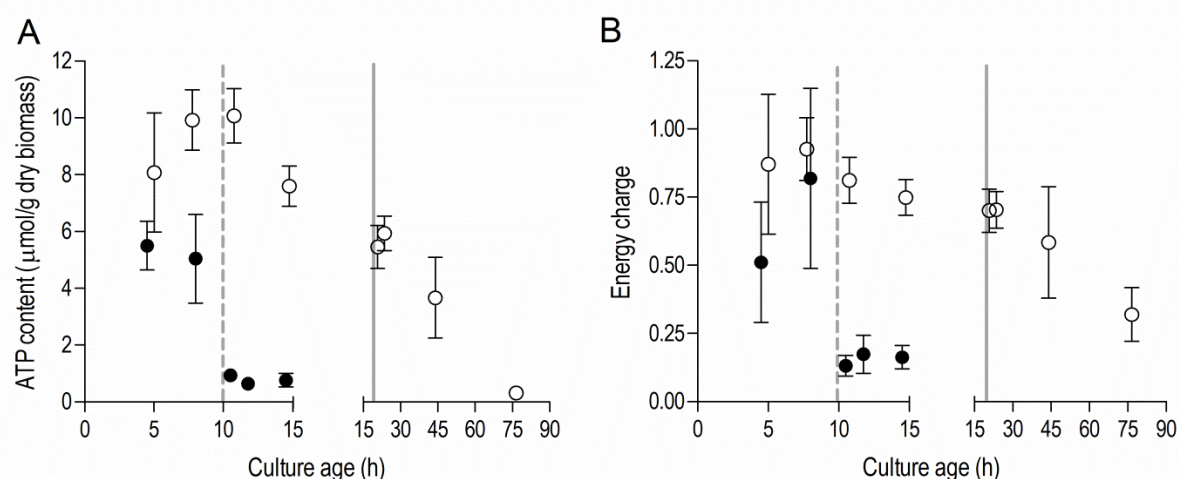 A
ATP content (μmol/g dry biomass)
12
10
8
6
4
2
0
0 5 10 15 15 30 45 60 75 90
Culture age (h)
B
Energy charge
1.25
1.00
0.75
0.50
0.25
0.00
0 5 10 15 15 30 45 60 75 90
Culture age (h)